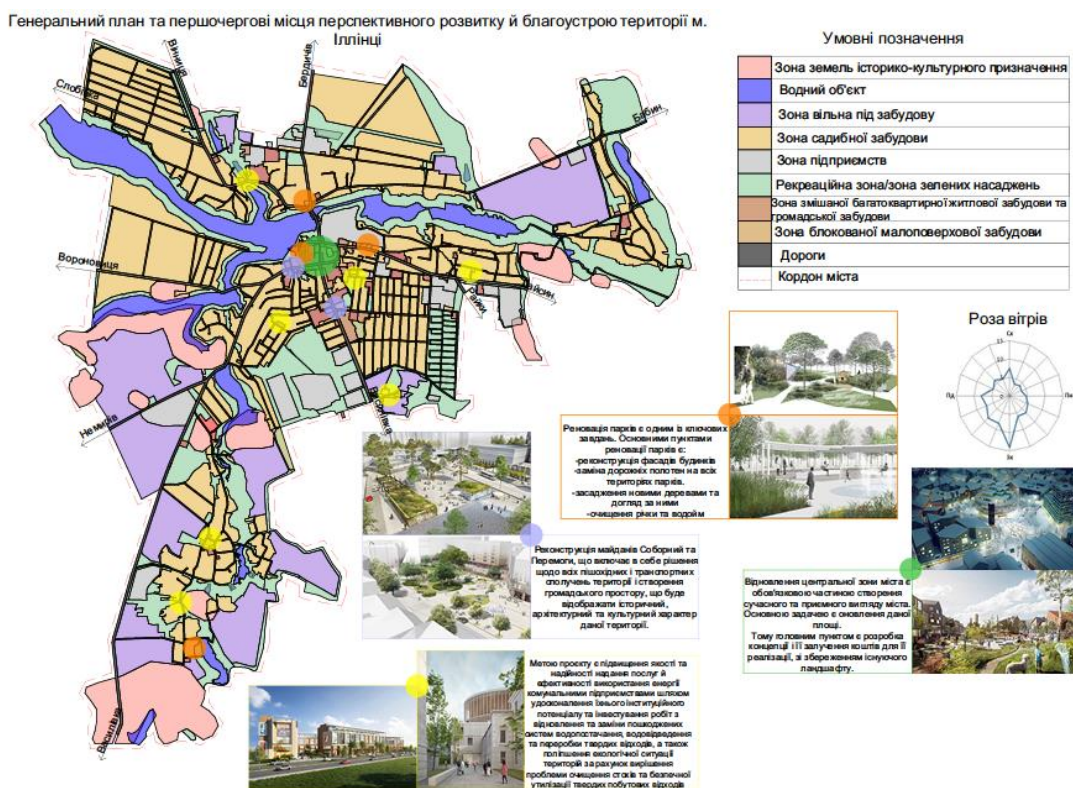 Генеральний план та першочергові місця перспективного розвитку й благоустрою території м.
Іллінці
Умовні позначення
Зона земель історико-культурного призначення
Водний об'єкт
Зона вільна під забудову
Зона садибної забудови
Зона підприємств
Рекреаційна зона/зона зелених насаджень
Зона змішаної багатоквартирної житлової забудови та
громадської забудови
Зона блокованої малоповерхової забудови
Дороги
Кордон міста
Вінниця
Бердичів
Слобідка
Бабин
Вороновиця
Райки
Гайсин
Немирів
Василівка
Роза вітрів
Реновація парків є одним із ключових
завдань. Основними пунктами
реновації парків є:
-реконструкція фасадів будинків
-заміна дорожніх полотен на всіх
територіях парків.
-засадження новими деревами та
догляд за ними
-очищення річки та водойм
Реконструкція майданів Соборний та
Перемоги, що включає в себе рішення
щодо всіх пішохідних і транспортних
сполучень території і створення
громадського простору, що буде
відображати історичний,
архітектурний та культурний характер
даної території.
Відновлення центральної зони міста є
обов'язковою частиною створення
сучасного та приємного вигляду міста.
Основною задачею є оновлення даної
площі.
Тому головним пунктом є розробка
концепції і її залучення коштів для її
реалізації, зі збереженням існуючого
ландшафту.
Метою проєкту є підвищення якості та
надійності надання послуг й
ефективності використання енергії
комунальними підприємствами шляхом
удосконалення їхнього інституційного
потенціалу та інвестування робіт з
відновлення та заміни пошкоджених
систем водопостачання, водовідведення
та переробки твердих відходів, а також
поліпшення екологічної ситуації
територій за рахунок вирішення
проблеми очищення стоків та безпечної
утилізації твердих побутових відходів